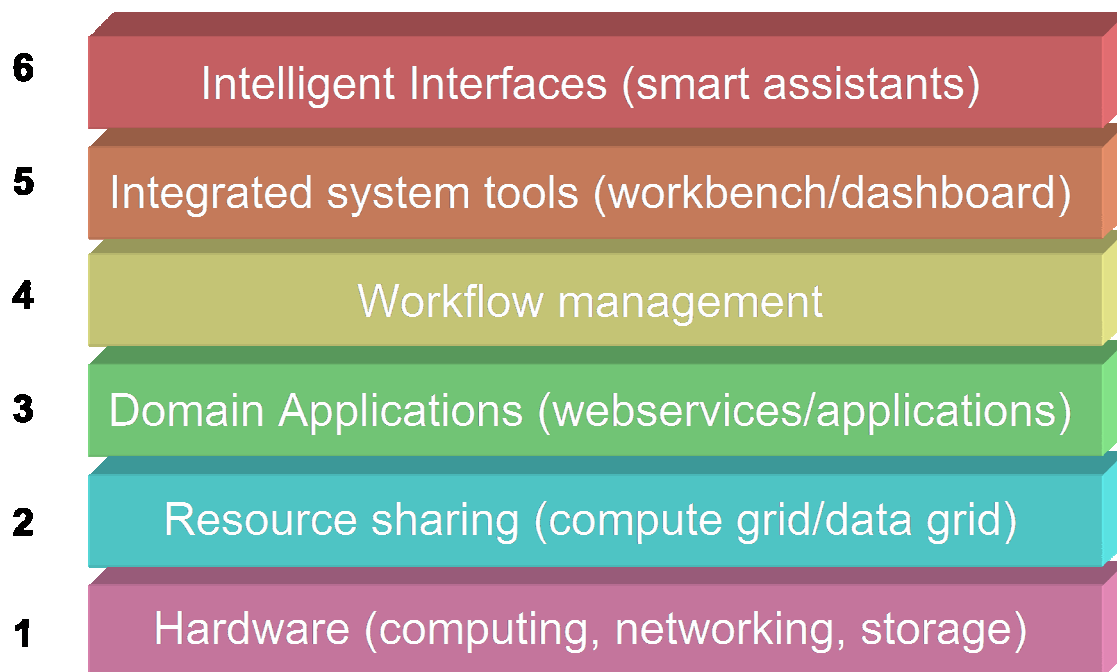 6 Intelligent Interfaces (smart assistants)
5 Integrated system tools (workbench/dashboard)
4 Workflow management
3 Domain Applications (webservices/applications)
2 Resource sharing (compute grid/data grid)
1 Hardware (computing, networking, storage)